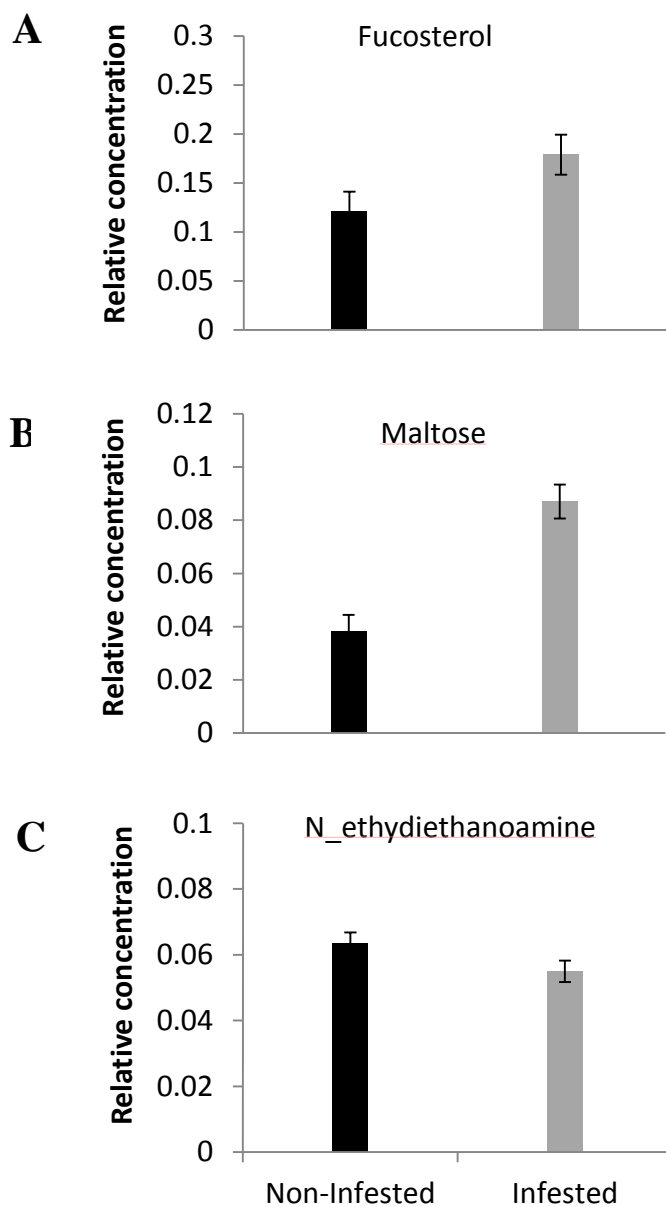 A
Fucosterol
Relative concentration
0.3
0.25
0.2
0.15
0.1
0.05
0
B
Maltose
Relative concentration
0.12
0.1
0.08
0.06
0.04
0.02
0
C
N_ethydiethanoamine
Relative concentration
0.1
0.08
0.06
0.04
0.02
0
Non-Infested Infested